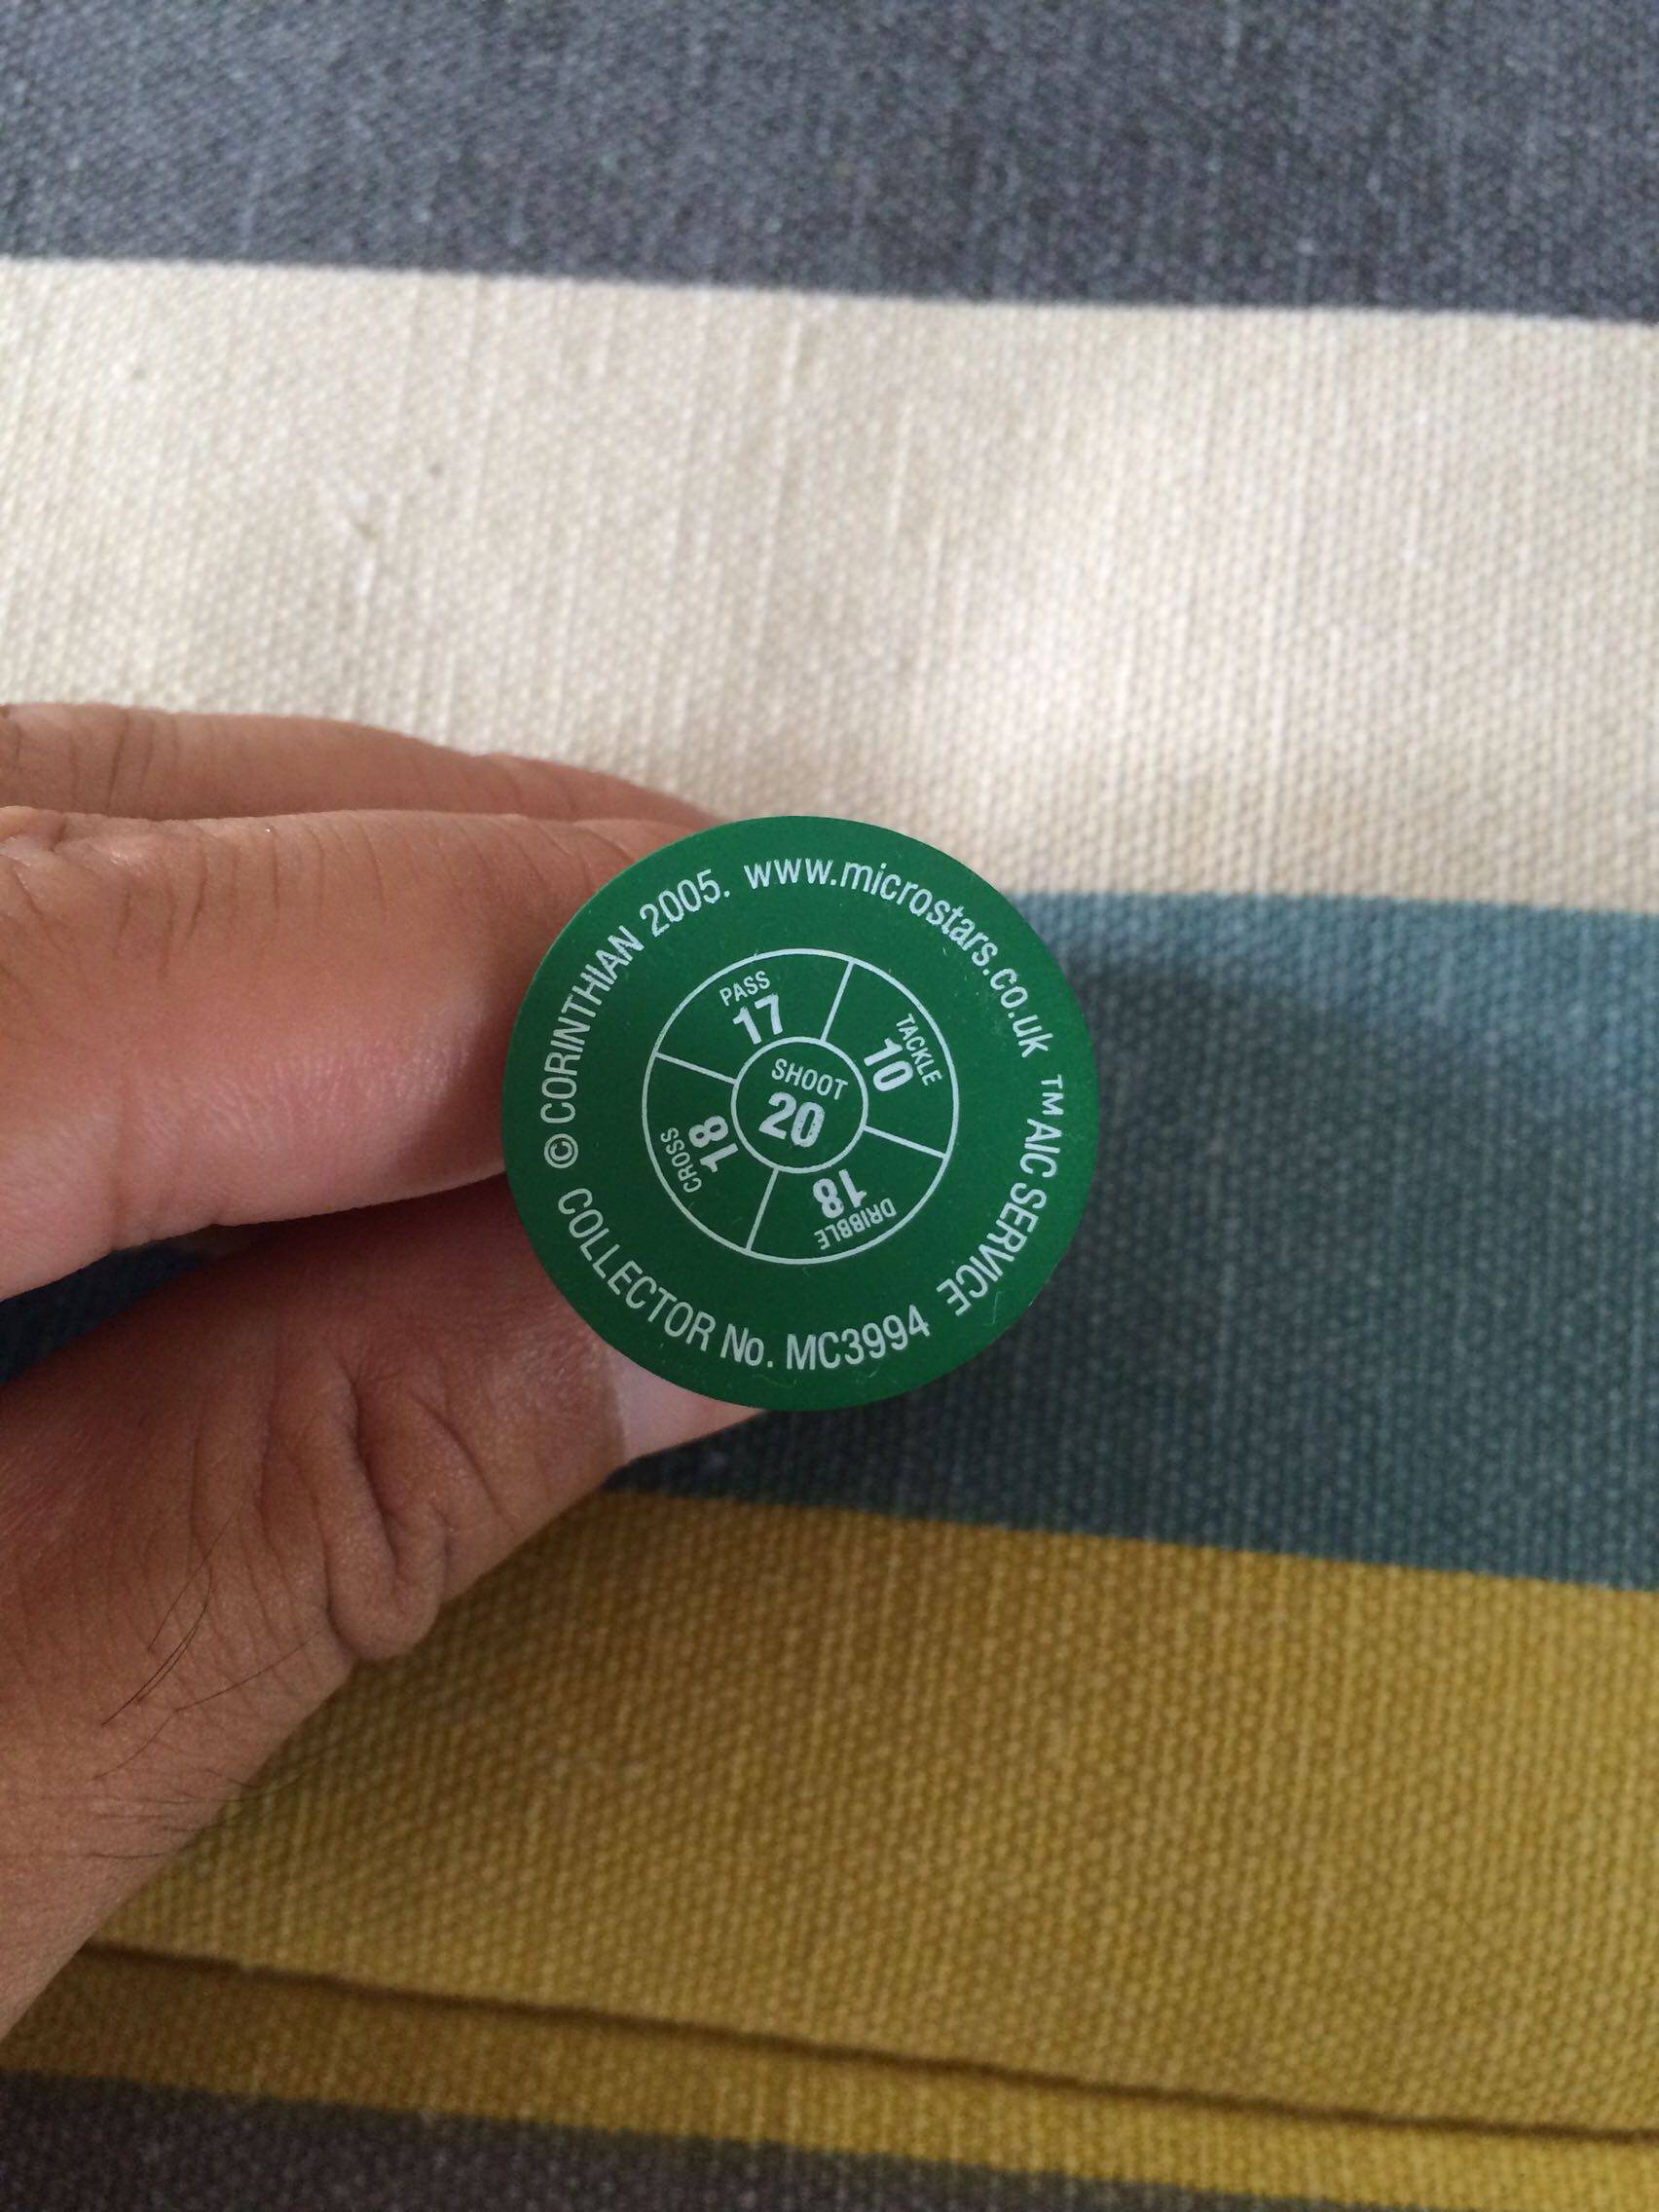 © CORINTHIAN 2005. www.microstars.co.uk ™ AIC SERVICE
COLLECTOR No. MC3994
PASS
17
TACKLE
10
SHOOT
20
CROSS
18
DRIBBLE
18